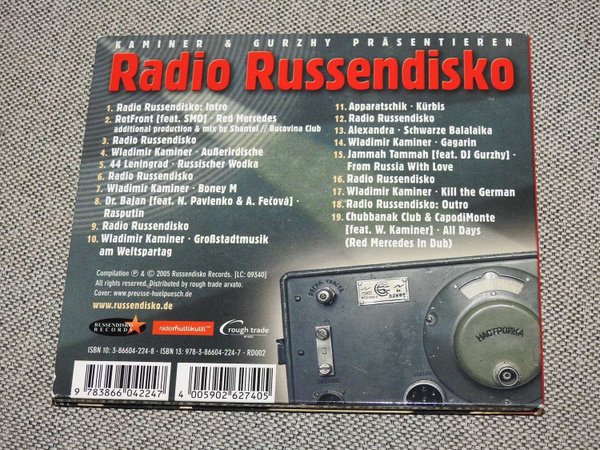 KAMINER & GURZHY PRÄSENTIEREN
Radio Russendisko
1. Radio Russendisko: Intro
2. RotFront [feat. SMO] · Red Mercedes
additional production & mix by Shantel // Bucovina Club
3. Radio Russendisko
4. Wladimir Kaminer · Außerirdische
5. 44 Leningrad · Russischer Wodka
6. Radio Russendisko
7. Wladimir Kaminer · Boney M
8. Dr. Bajan [feat. N. Pavlenko & A. Fečová] ·
Rasputin
9. Radio Russendisko
10. Wladimir Kaminer · Großstadtmusik
am Weltspartag
11. Apparatschik · Kürbis
12. Radio Russendisko
13. Alexandra · Schwarze Balalaika
14. Wladimir Kaminer · Gagarin
15. Jammah Tammah [feat. DJ Gurzhy] ·
From Russia With Love
16. Radio Russendisko
17. Wladimir Kaminer · Kill the German
18. Radio Russendisko: Outro
19. Chubbanak Club & CapodiMonte
[feat. W. Kaminer] · All Days
(Red Mercedes In Dub)
Compilation ℗ & © 2005 Russendisko Records. [LC: 09340]
All rights reserved. Distributed by rough trade arvato.
Cover: www.preusse-huelpuesch.de
www.russendisko.de
RUSSENDISKO
RECORDS
radiomultikulti
rough trade
arvato
ISBN 10: 3-86604-224-8 · ISBN 13: 978-3-86604-224-7 · RD002
9 783866 042247
4 005902 627405
НАСТРОЙКА